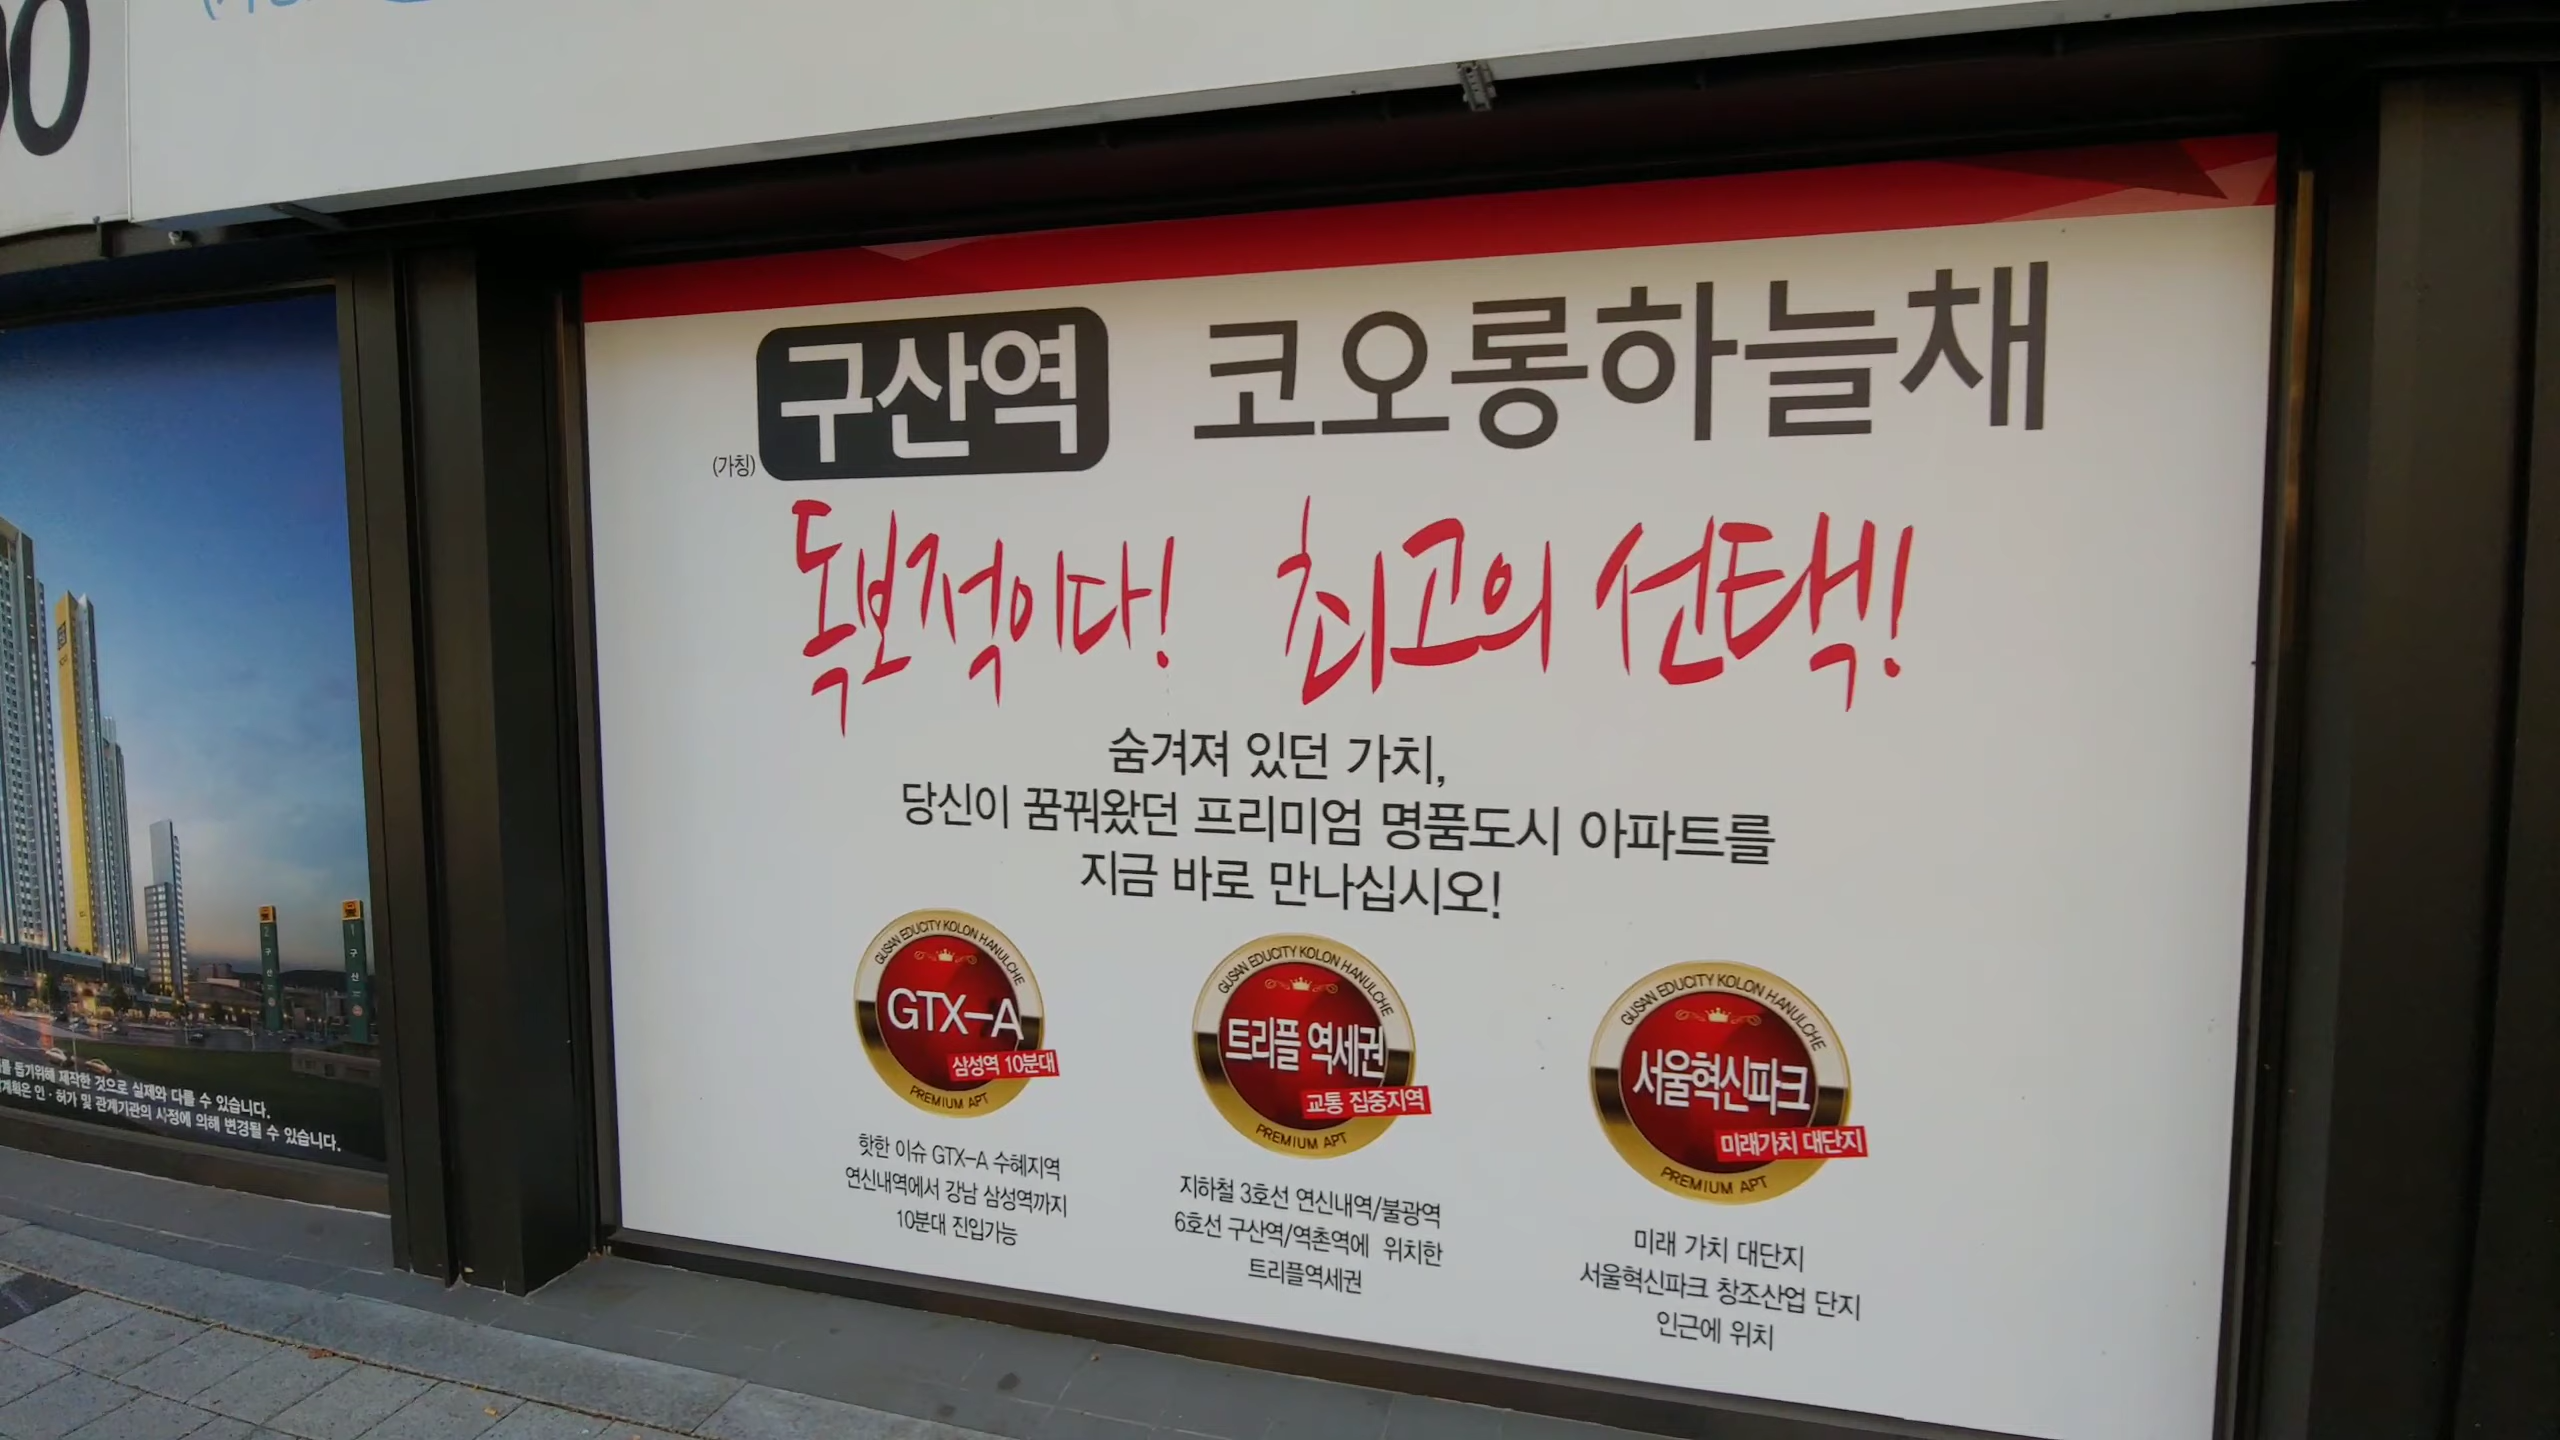 (가칭) 구산역 코오롱하늘채
독보적이다! 최고의 선택!
숨겨져 있던 가치,
당신이 꿈꿔왔던 프리미엄 명품도시 아파트를
지금 바로 만나십시오!
GUSAN EDUCITY KOLON HANULCHE
GTX-A
삼성역 10분대
PREMIUM APT
핫한 이슈 GTX-A 수혜지역
연신내역에서 강남 삼성역까지
10분대 진입가능
GUSAN EDUCITY KOLON HANULCHE
트리플 역세권
교통 집중지역
PREMIUM APT
지하철 3호선 연신내역/불광역
6호선 구산역/역촌역에 위치한
트리플역세권
GUSAN EDUCITY KOLON HANULCHE
서울혁신파크
미래가치 대단지
PREMIUM APT
미래 가치 대단지
서울혁신파크 창조산업 단지
인근에 위치
2 구산
1 구산
를 돕기위해 제작한 것으로 실제와 다를 수 있습니다.
계획은 인·허가 및 관계기관의 사정에 의해 변경될 수 있습니다.